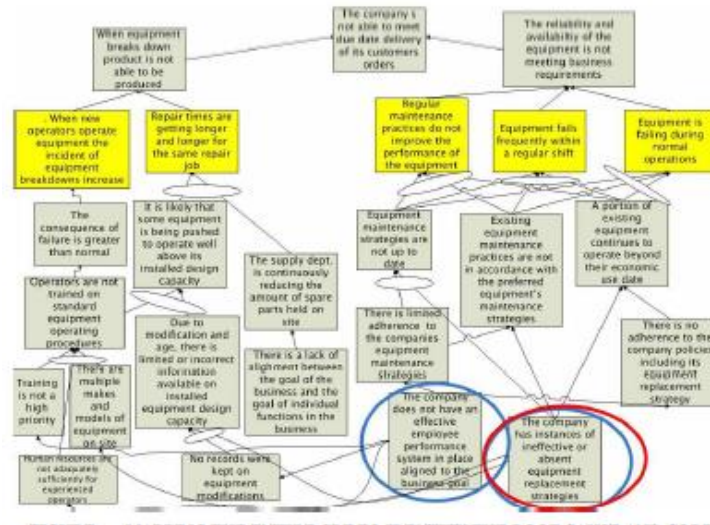 When equipment
breaks down
product is not
able to be
produced
The company s
not able to meet
due date delivery
of its customers
orders
The reliability and
availability of the
equipment is not
meeting business
requirements
. When new
operators operate
equipment the
incident of
equipment
breakdowns increase
Repair times are
getting longer
and longer for
the same repair
job
Regular
maintenance
practices do not
improve the
performance of
the equipment
Equipment fails
frequently within
a regular shift
Equipment is
failing during
normal
operations
The
consequence of
failure is greater
than normal
It is likely that
some equipment
is being pushed
to operate well
above its
installed design
capacity
The supply dept.
is continuously
reducing the
amount of spare
parts held on
site
Equipment
maintenance
strategies are
not up to
date
Existing
equipment
maintenance
practices are not
in accordance with
the preferred
equipment's
maintenance
strategies
A portion of
existing
equipment
continues to
operate beyond
their economic
use date
Operators are not
trained on
standard
equipment
operating
procedures
Due to
modification and
age, there is
limited or incorrect
information
available on
installed
equipment design
capacity
There is a lack of
alighment between
the goal of the
business and the
goal of individual
functions in the
business
There is limited
adherence to
the companies
equipment
maintenance
strategies
There is no
adherence to the
company policies
including its
equipment
replacement
strategy
Training
is not a
high
priority
There are
multiple
makes
and
models of
equipment
on site
Human resources are
not adequately
sufficiently for
experienced
operators
No records were
kept on
equipment
modifications
The company
does not have an
effective
employee
performance
system in place
aligned to the
business goal
The company
has instances of
ineffective or
absent
equipment
replacement
strategies